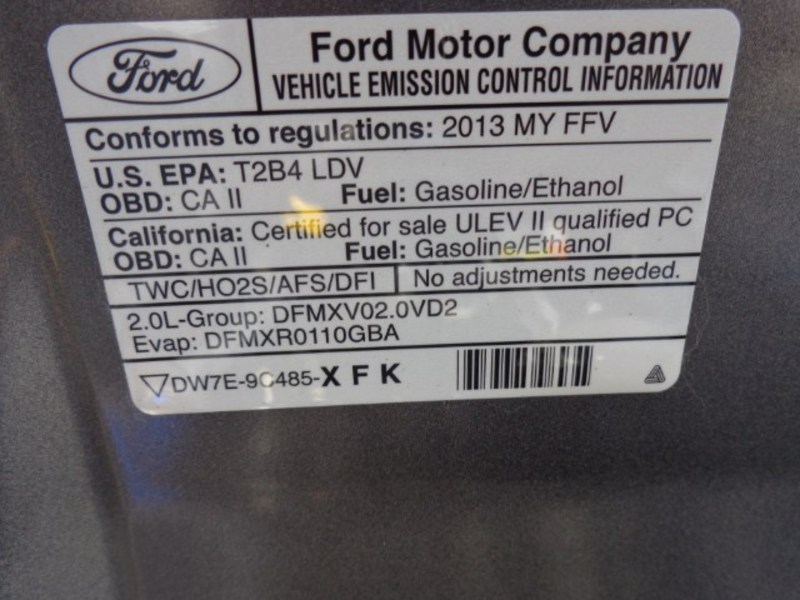 Ford
Ford Motor Company
VEHICLE EMISSION CONTROL INFORMATION
Conforms to regulations: 2013 MY FFV
U.S. EPA: T2B4 LDV
OBD: CA II Fuel: Gasoline/Ethanol
California: Certified for sale ULEV II qualified PC
OBD: CA II Fuel: Gasoline/Ethanol
TWC/HO2S/AFS/DFI No adjustments needed.
2.0L-Group: DFMXV02.0VD2
Evap: DFMXR0110GBA
DW7E-9C485-X F K